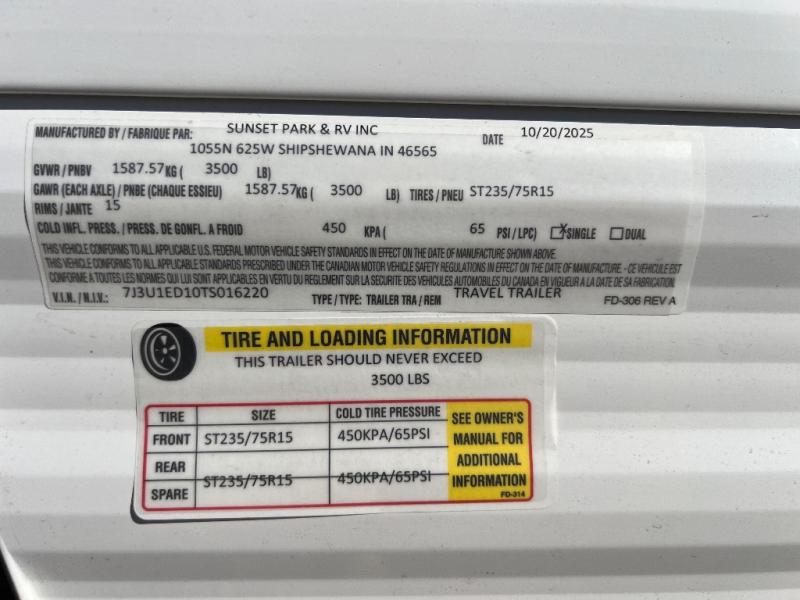 MANUFACTURED BY / FABRIQUE PAR: SUNSET PARK & RV INC DATE 10/20/2025
1055N 625W SHIPSHEWANA IN 46565
GVWR / PNBV 1587.57 KG ( 3500 LB)
GAWR (EACH AXLE) / PNBE (CHAQUE ESSIEU) 1587.57 KG ( 3500 LB) TIRES / PNEU ST235/75R15
RIMS / JANTE 15
COLD INFL. PRESS. / PRESS. DE GONFL. A FROID 450 KPA ( 65 PSI / LPC) X SINGLE DUAL
THIS VEHICLE CONFORMS TO ALL APPLICABLE U.S. FEDERAL MOTOR VEHICLE SAFETY STANDARDS IN EFFECT ON THE DATE OF MANUFACTURE SHOWN ABOVE.
THIS VEHICLE CONFORMS TO ALL APPLICABLE STANDARDS PRESCRIBED UNDER THE CANADIAN MOTOR VEHICLE SAFETY REGULATIONS IN EFFECT ON THE DATE OF MANUFACTURE. - CE VEHICULE EST
CONFORME A TOUTES LES NORMES QUI LUI SONT APPLICABLES EN VERTU DU REGLEMENT SUR LA SECURITE DES VEHICULES AUTOMOBILES DU CANADA EN VIGUEUR A LA DATE DE SA FABRICATION.
V.I.N. / N.I.V.: 7J3U1ED10TS016220 TYPE / TYPE: TRAILER TRA / REM TRAVEL TRAILER FD-306 REV A
TIRE AND LOADING INFORMATION
THIS TRAILER SHOULD NEVER EXCEED
3500 LBS
TIRE SIZE COLD TIRE PRESSURE
FRONT ST235/75R15 450KPA/65PSI
REAR
ST235/75R15 450KPA/65PSI
SPARE
SEE OWNER'S
MANUAL FOR
ADDITIONAL
INFORMATION
FD-314